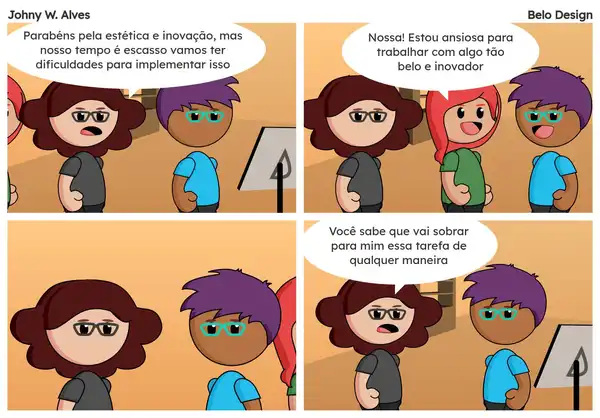 Johny W. Alves
Belo Design
Parabéns pela estética e inovação, mas
nosso tempo é escasso vamos ter
dificuldades para implementar isso
Nossa! Estou ansiosa para
trabalhar com algo tão
belo e inovador
Você sabe que vai sobrar
para mim essa tarefa de
qualquer maneira